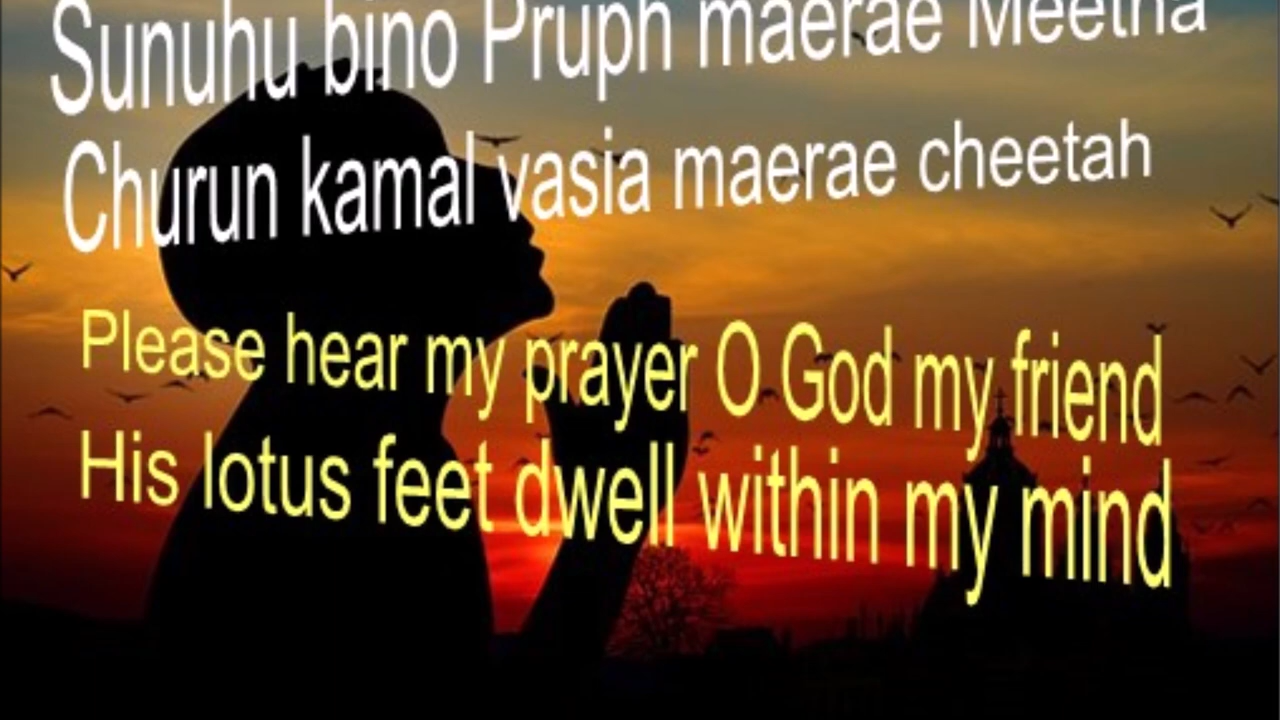 Sunuhu bino Pruph maerae Meetha
Churun kamal vasia maerae cheetah
Please hear my prayer O God my friend
His lotus feet dwell within my mind